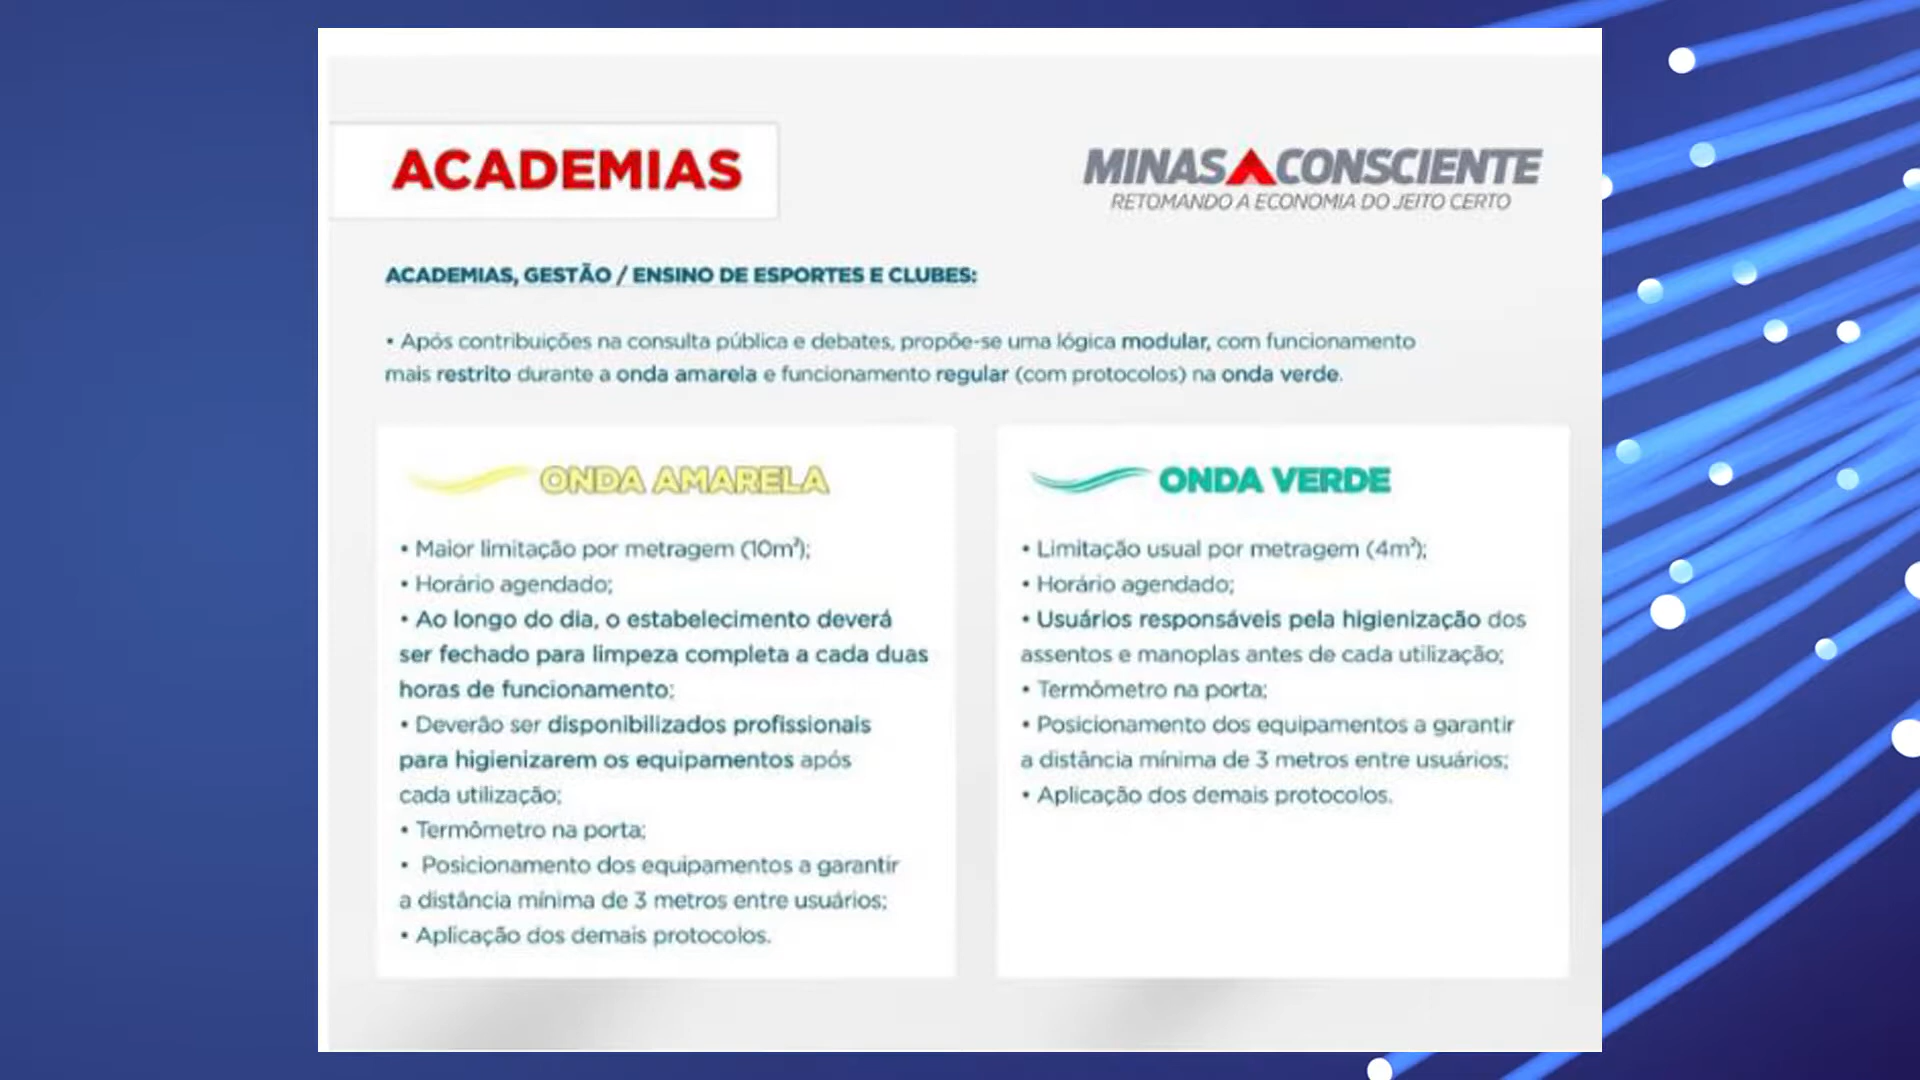 ACADEMIAS
MINAS CONSCIENTE
RETOMANDO A ECONOMIA DO JEITO CERTO
ACADEMIAS, GESTÃO / ENSINO DE ESPORTES E CLUBES:
• Após contribuições na consulta pública e debates, propõe-se uma lógica modular, com funcionamento
mais restrito durante a onda amarela e funcionamento regular (com protocolos) na onda verde.
ONDA AMARELA
• Maior limitação por metragem (10m²);
• Horário agendado;
• Ao longo do dia, o estabelecimento deverá
ser fechado para limpeza completa a cada duas
horas de funcionamento;
• Deverão ser disponibilizados profissionais
para higienizarem os equipamentos após
cada utilização;
• Termômetro na porta;
• Posicionamento dos equipamentos a garantir
a distância mínima de 3 metros entre usuários;
• Aplicação dos demais protocolos.
ONDA VERDE
• Limitação usual por metragem (4m²);
• Horário agendado;
• Usuários responsáveis pela higienização dos
assentos e manoplas antes de cada utilização;
• Termômetro na porta;
• Posicionamento dos equipamentos a garantir
a distância mínima de 3 metros entre usuários;
• Aplicação dos demais protocolos.